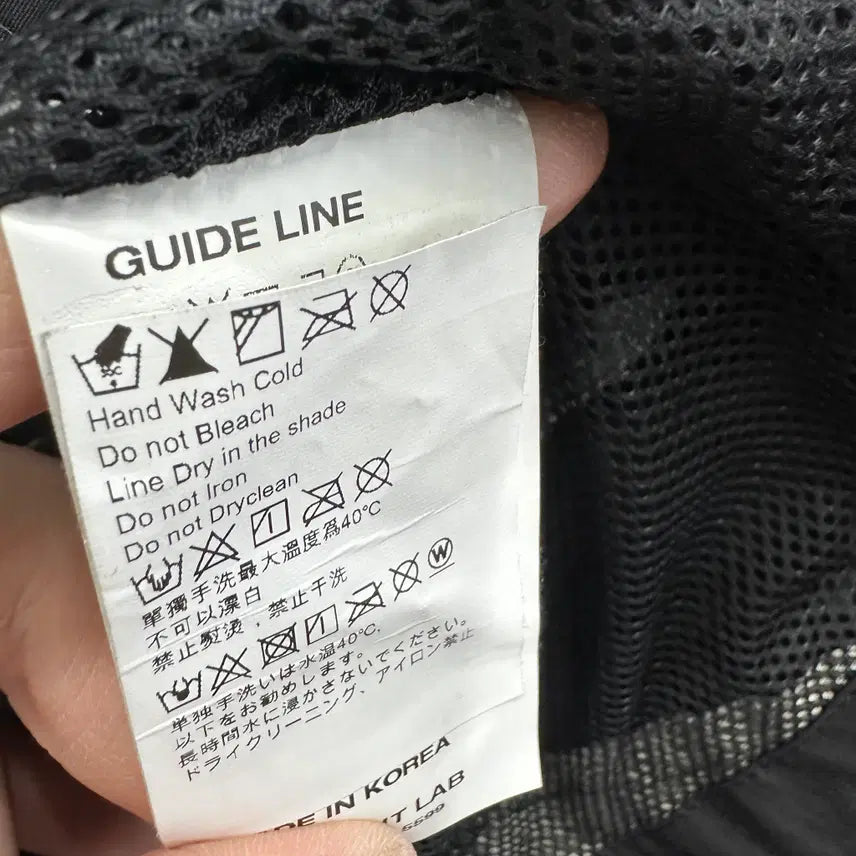 GUIDE LINE
Hand Wash Cold
Do not Bleach
Line Dry in the shade
Do not Iron
Do not Dryclean
單獨手洗最大溫度爲40°C
不可以漂白
禁止熨烫，禁止干洗
W
単独手洗いは水温40°C,
以下をお勧めします。
長時間水に浸かさないでください。
ドライクリーニング、アイロン禁止
IN KOREA
LAB
5599